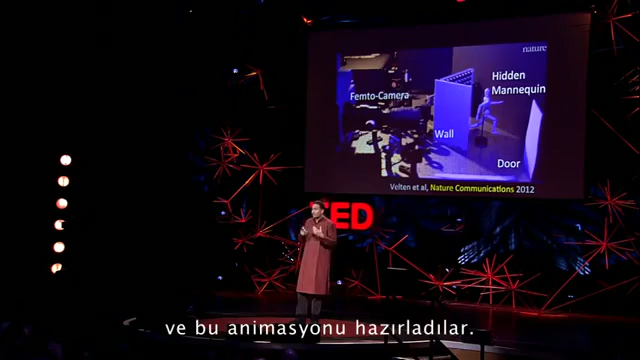 nature
Hidden
Mannequin
Femto-Camera
Wall
Door
Velten et al, Nature Communications 2012
TED
ve bu animasyonu hazırladılar.